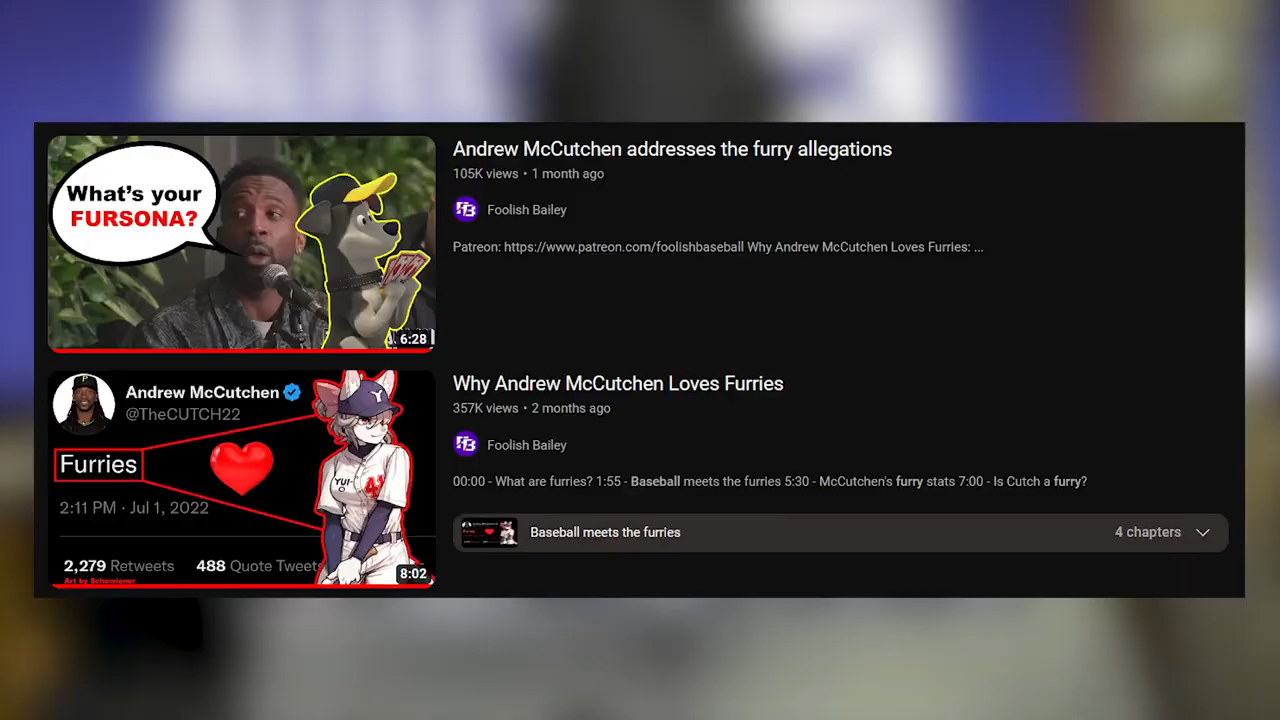 What's your
FURSONA?
6:28
Andrew McCutchen addresses the furry allegations
105K views • 1 month ago
Foolish Bailey
Patreon: https://www.patreon.com/foolishbaseball Why Andrew McCutchen Loves Furries: ...
Andrew McCutchen
@TheCUTCH22
Furries
2:11 PM · Jul 1, 2022
2,279 Retweets 488 Quote Tweets
Art by Schewisner
YUI-
8:02
Why Andrew McCutchen Loves Furries
357K views • 2 months ago
Foolish Bailey
00:00 - What are furries? 1:55 - Baseball meets the furries 5:30 - McCutchen's furry stats 7:00 - Is Cutch a furry?
Baseball meets the furries
4 chapters